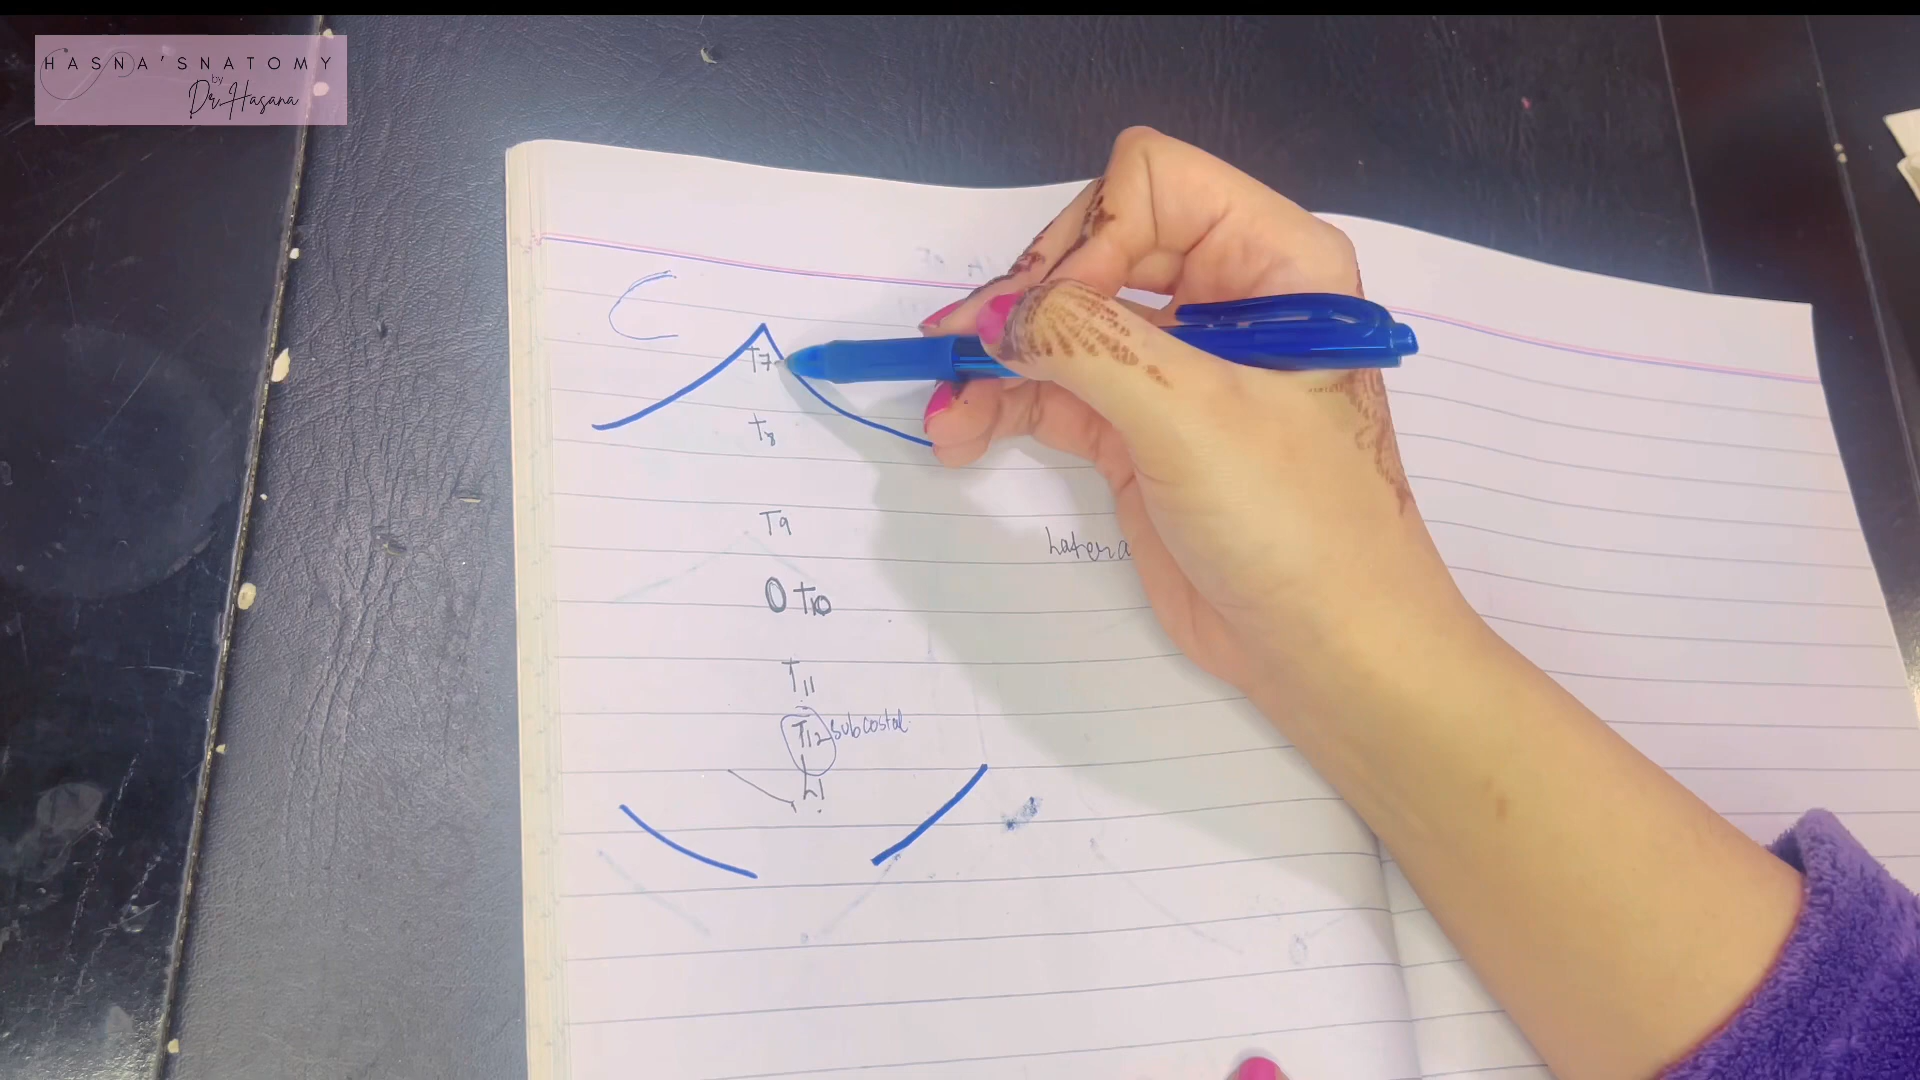 HASNA'SNATOMY
by
Dr.Hasana
C
T7
T8
T9
O T10
T11
T12 subcostal
L1
Latera